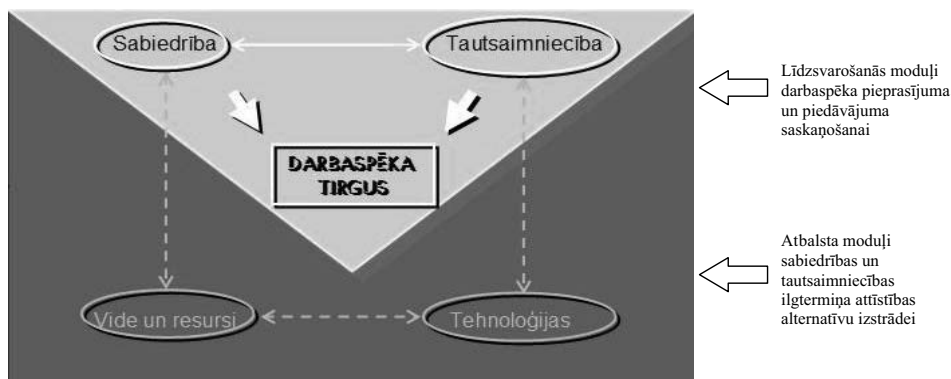 Sabiedrība
Tautsaimniecība
DARBASPĒKA
TIRGUS
Vide un resursi
Tehnoloģijas
Līdzsvarošanās moduļi
darbaspēka pieprasījuma
un piedāvājuma
saskaņošanai
Atbalsta moduļi
sabiedrības un
tautsaimniecības
ilgtermiņa attīstības
alternatīvu izstrādei